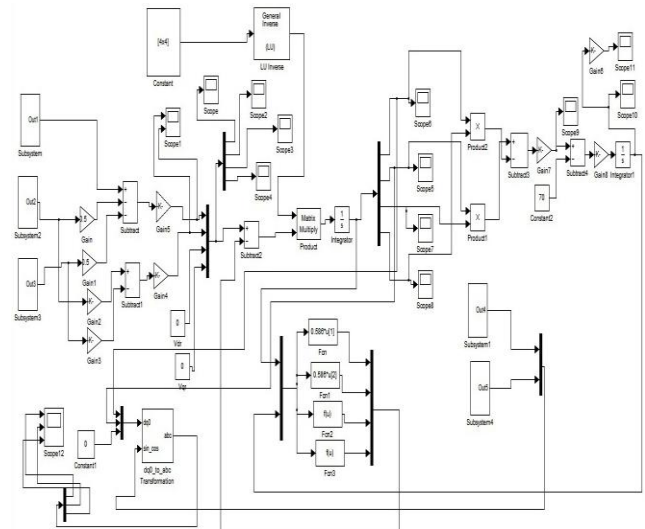 General
Inverse
(LU)
LU Inverse
[4x4]
Constant
Scope
Scope1
Scope2
Scope3
Scope4
Scope6
Scope5
Scope7
Scope8
Scope9
Scope10
Scope11
Gain6
K-
Out1
Subsystem
Out2
Subsystem2
Out3
Subsystem3
0.5
Gain
0.5
Gain1
K-
Gain2
K-
Gain3
Subtract
Subtract1
K-
Gain5
K-
Gain4
0
Vdr
0
Vqr
Subtract2
Matrix
Multiply
Product
1
s
Integrator
X
Product2
X
Product1
Subtract3
K-
Gain7
70
Constant2
Subtract4
K-
Gain8
1
s
Integrator1
Out4
Subsystem1
Out5
Subsystem4
0.586*u[1]
Fcn
0.586*u[2]
Fcn1
f(u)
Fcn2
f(u)
Fcn3
Scope12
0
Constant1
dq0
sin_cos
abc
dq0_to_abc
Transformation